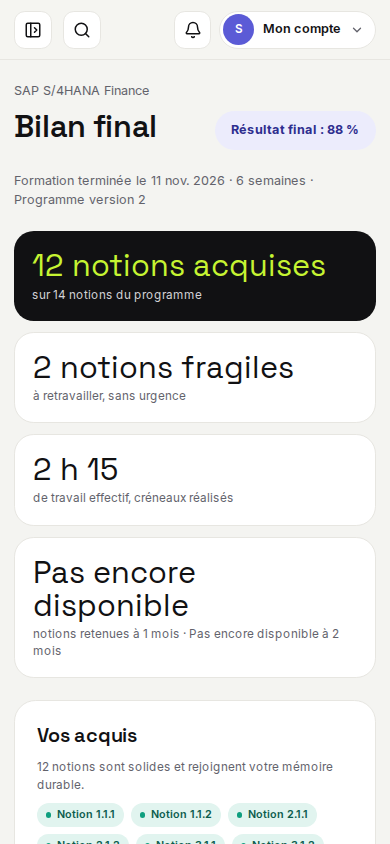 S
Mon compte
SAP S/4HANA Finance
Bilan final
Résultat final : 88 %
Formation terminée le 11 nov. 2026 · 6 semaines ·
Programme version 2
12 notions acquises
sur 14 notions du programme
2 notions fragiles
à retravailler, sans urgence
2 h 15
de travail effectif, créneaux réalisés
Pas encore
disponible
notions retenues à 1 mois · Pas encore disponible à 2
mois
Vos acquis
12 notions sont solides et rejoignent votre mémoire
durable.
Notion 1.1.1
Notion 1.1.2
Notion 2.1.1